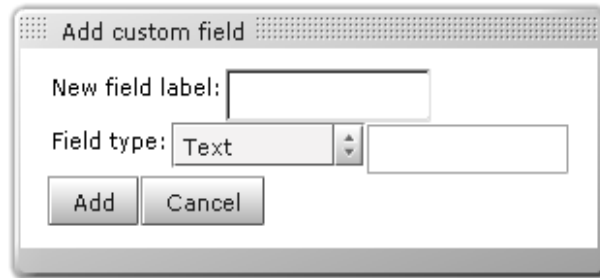 Add custom field
New field label:
Field type: Text
Add Cancel